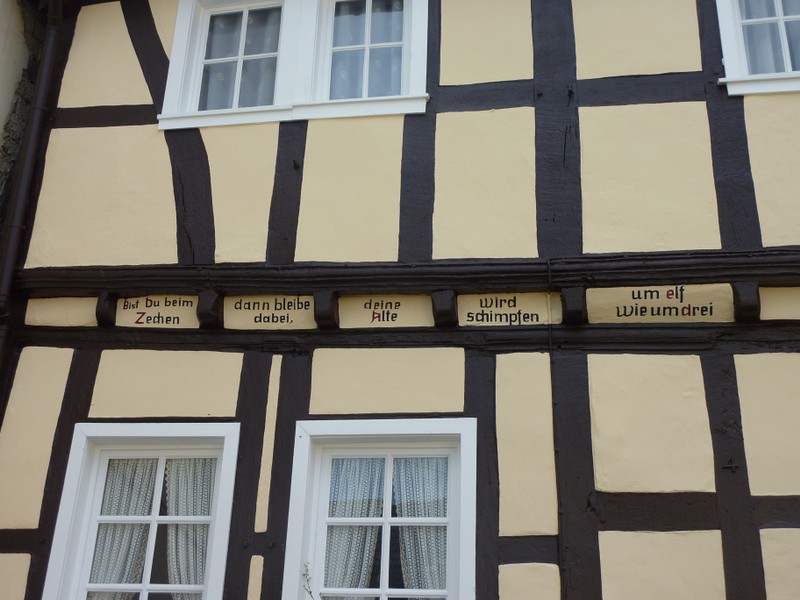 Bist Du beim
Zechen
dann bleibe
dabei,
deine
Alte
wird
schimpfen
um elf
wie um drei